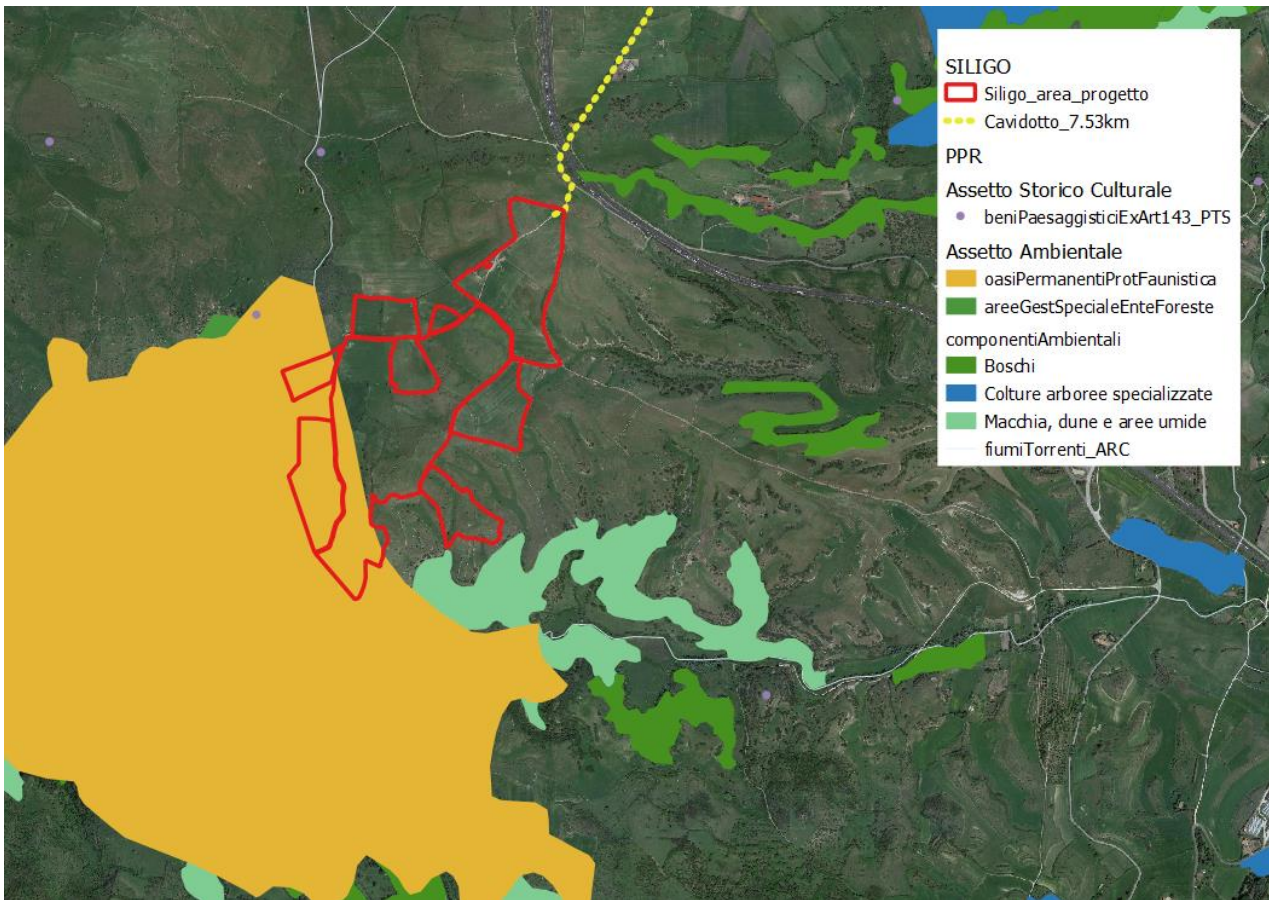 SILIGO
Siligo_area_progetto
Cavidotto_7.53km
PPR
Assetto Storico Culturale
beniPaesaggisticiExArt143_PTS
Assetto Ambientale
oasiPermanentiProtFaunistica
areeGestSpecialeEnteForeste
componentiAmbientali
Boschi
Colture arboree specializzate
Macchia, dune e aree umide
fiumiTorrenti_ARC